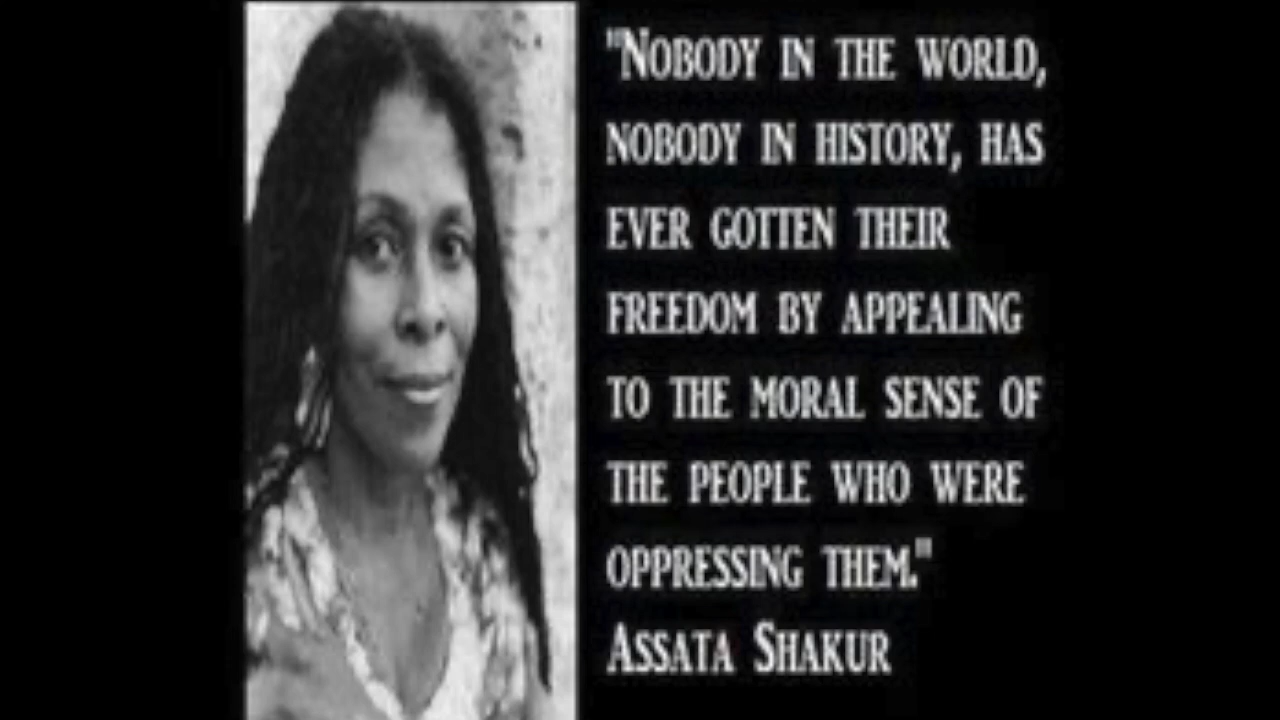 "NOBODY IN THE WORLD,
NOBODY IN HISTORY, HAS
EVER GOTTEN THEIR
FREEDOM BY APPEALING
TO THE MORAL SENSE OF
THE PEOPLE WHO WERE
OPPRESSING THEM."
ASSATA SHAKUR